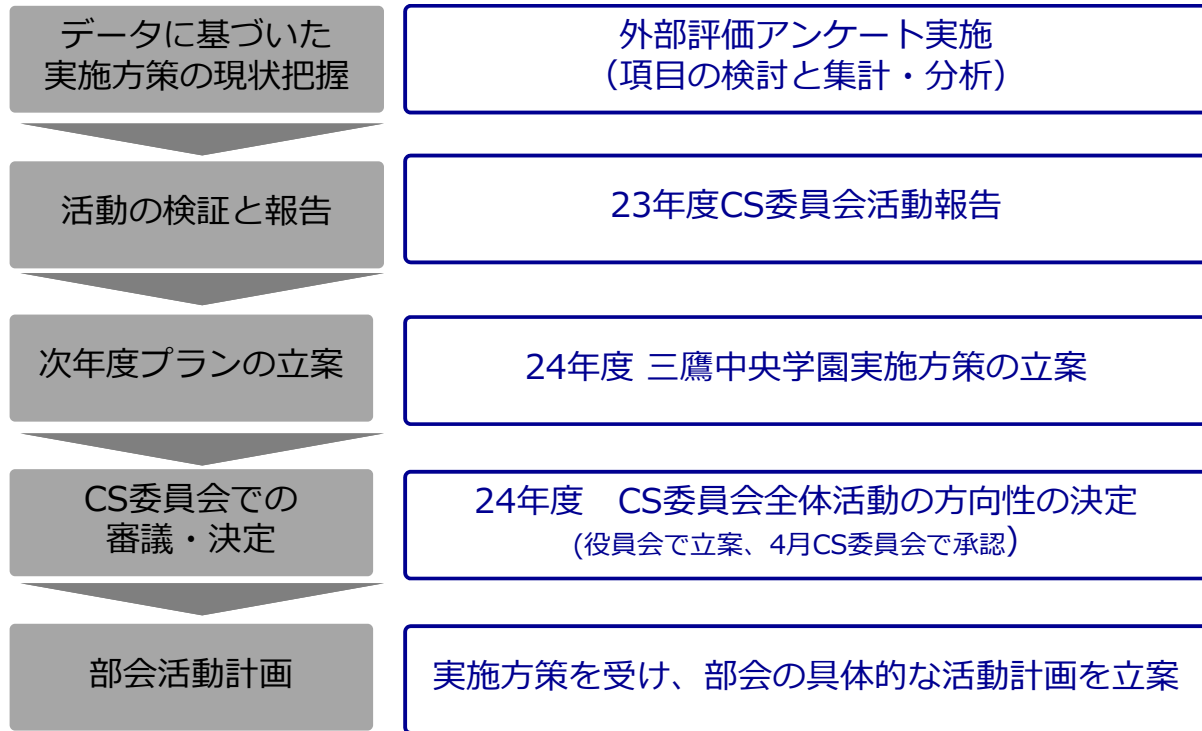 データに基づいた
実施方策の現状把握
外部評価アンケート実施
（項目の検討と集計・分析）
活動の検証と報告
23年度CS委員会活動報告
次年度プランの立案
24年度 三鷹中央学園実施方策の立案
CS委員会での
審議・決定
24年度　CS委員会全体活動の方向性の決定
(役員会で立案、4月CS委員会で承認）
部会活動計画
実施方策を受け、部会の具体的な活動計画を立案